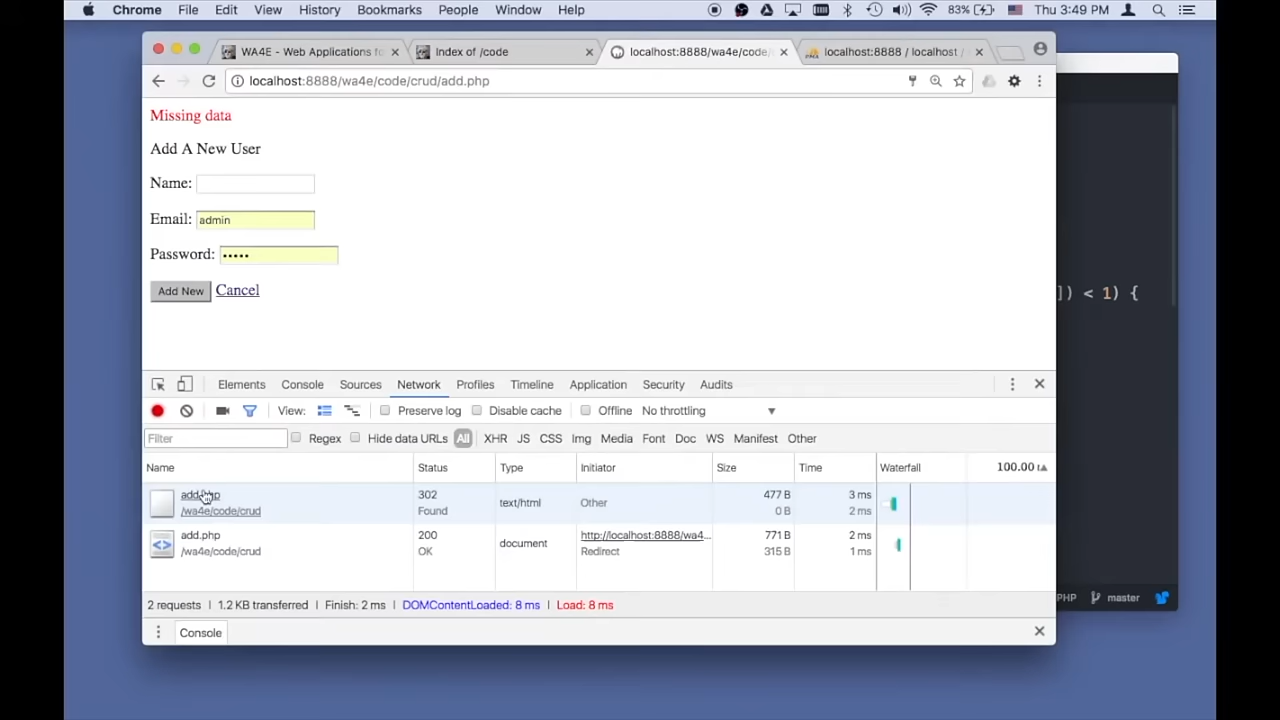 Chrome File Edit View History Bookmarks People Window Help 83% Thu 3:49 PM
WA4E - Web Applications fo Index of /code localhost:8888/wa4e/code/ localhost:8888 / localhost /
localhost:8888/wa4e/code/crud/add.php
Missing data
Add A New User
Name:
Email: admin
Password: •••••
Add New Cancel
]) < 1) {
Elements Console Sources Network Profiles Timeline Application Security Audits
View: Preserve log Disable cache Offline No throttling
Filter Regex Hide data URLs All XHR JS CSS Img Media Font Doc WS Manifest Other
Name Status Type Initiator Size Time Waterfall 100.00
add.php 302 text/html Other 477 B 3 ms
/wa4e/code/crud Found 0 B 2 ms
add.php 200 document http://localhost:8888/wa4... 771 B 2 ms
/wa4e/code/crud OK Redirect 315 B 1 ms
PHP master
2 requests | 1.2 KB transferred | Finish: 2 ms | DOMContentLoaded: 8 ms | Load: 8 ms
Console